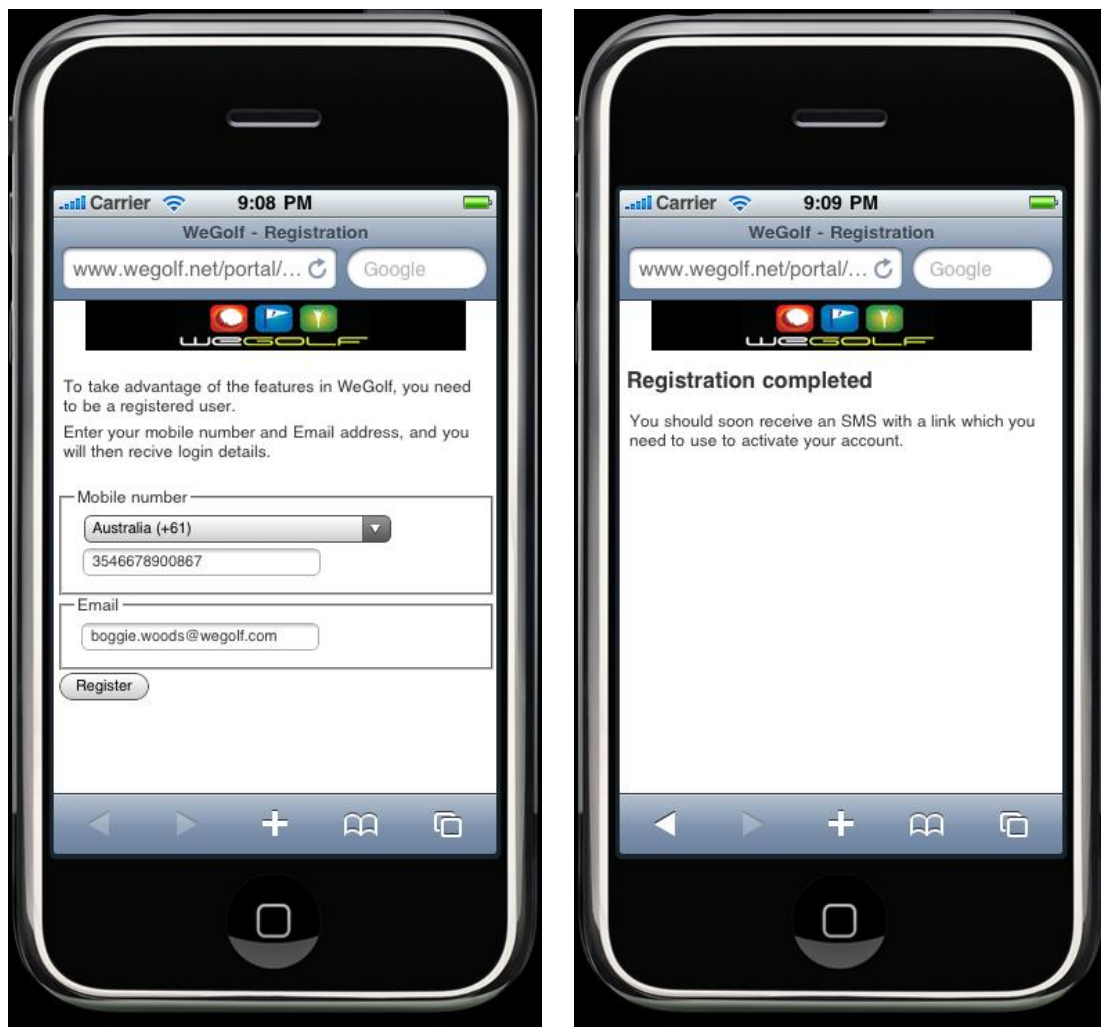 Carrier 9:08 PM
WeGolf - Registration
www.wegolf.net/portal/... Google
WEGOLF
To take advantage of the features in WeGolf, you need
to be a registered user.
Enter your mobile number and Email address, and you
will then recive login details.
Mobile number
Australia (+61)
3546678900867
Email
boggie.woods@wegolf.com
Register
Carrier 9:09 PM
WeGolf - Registration
www.wegolf.net/portal/... Google
WEGOLF
Registration completed
You should soon receive an SMS with a link which you
need to use to activate your account.